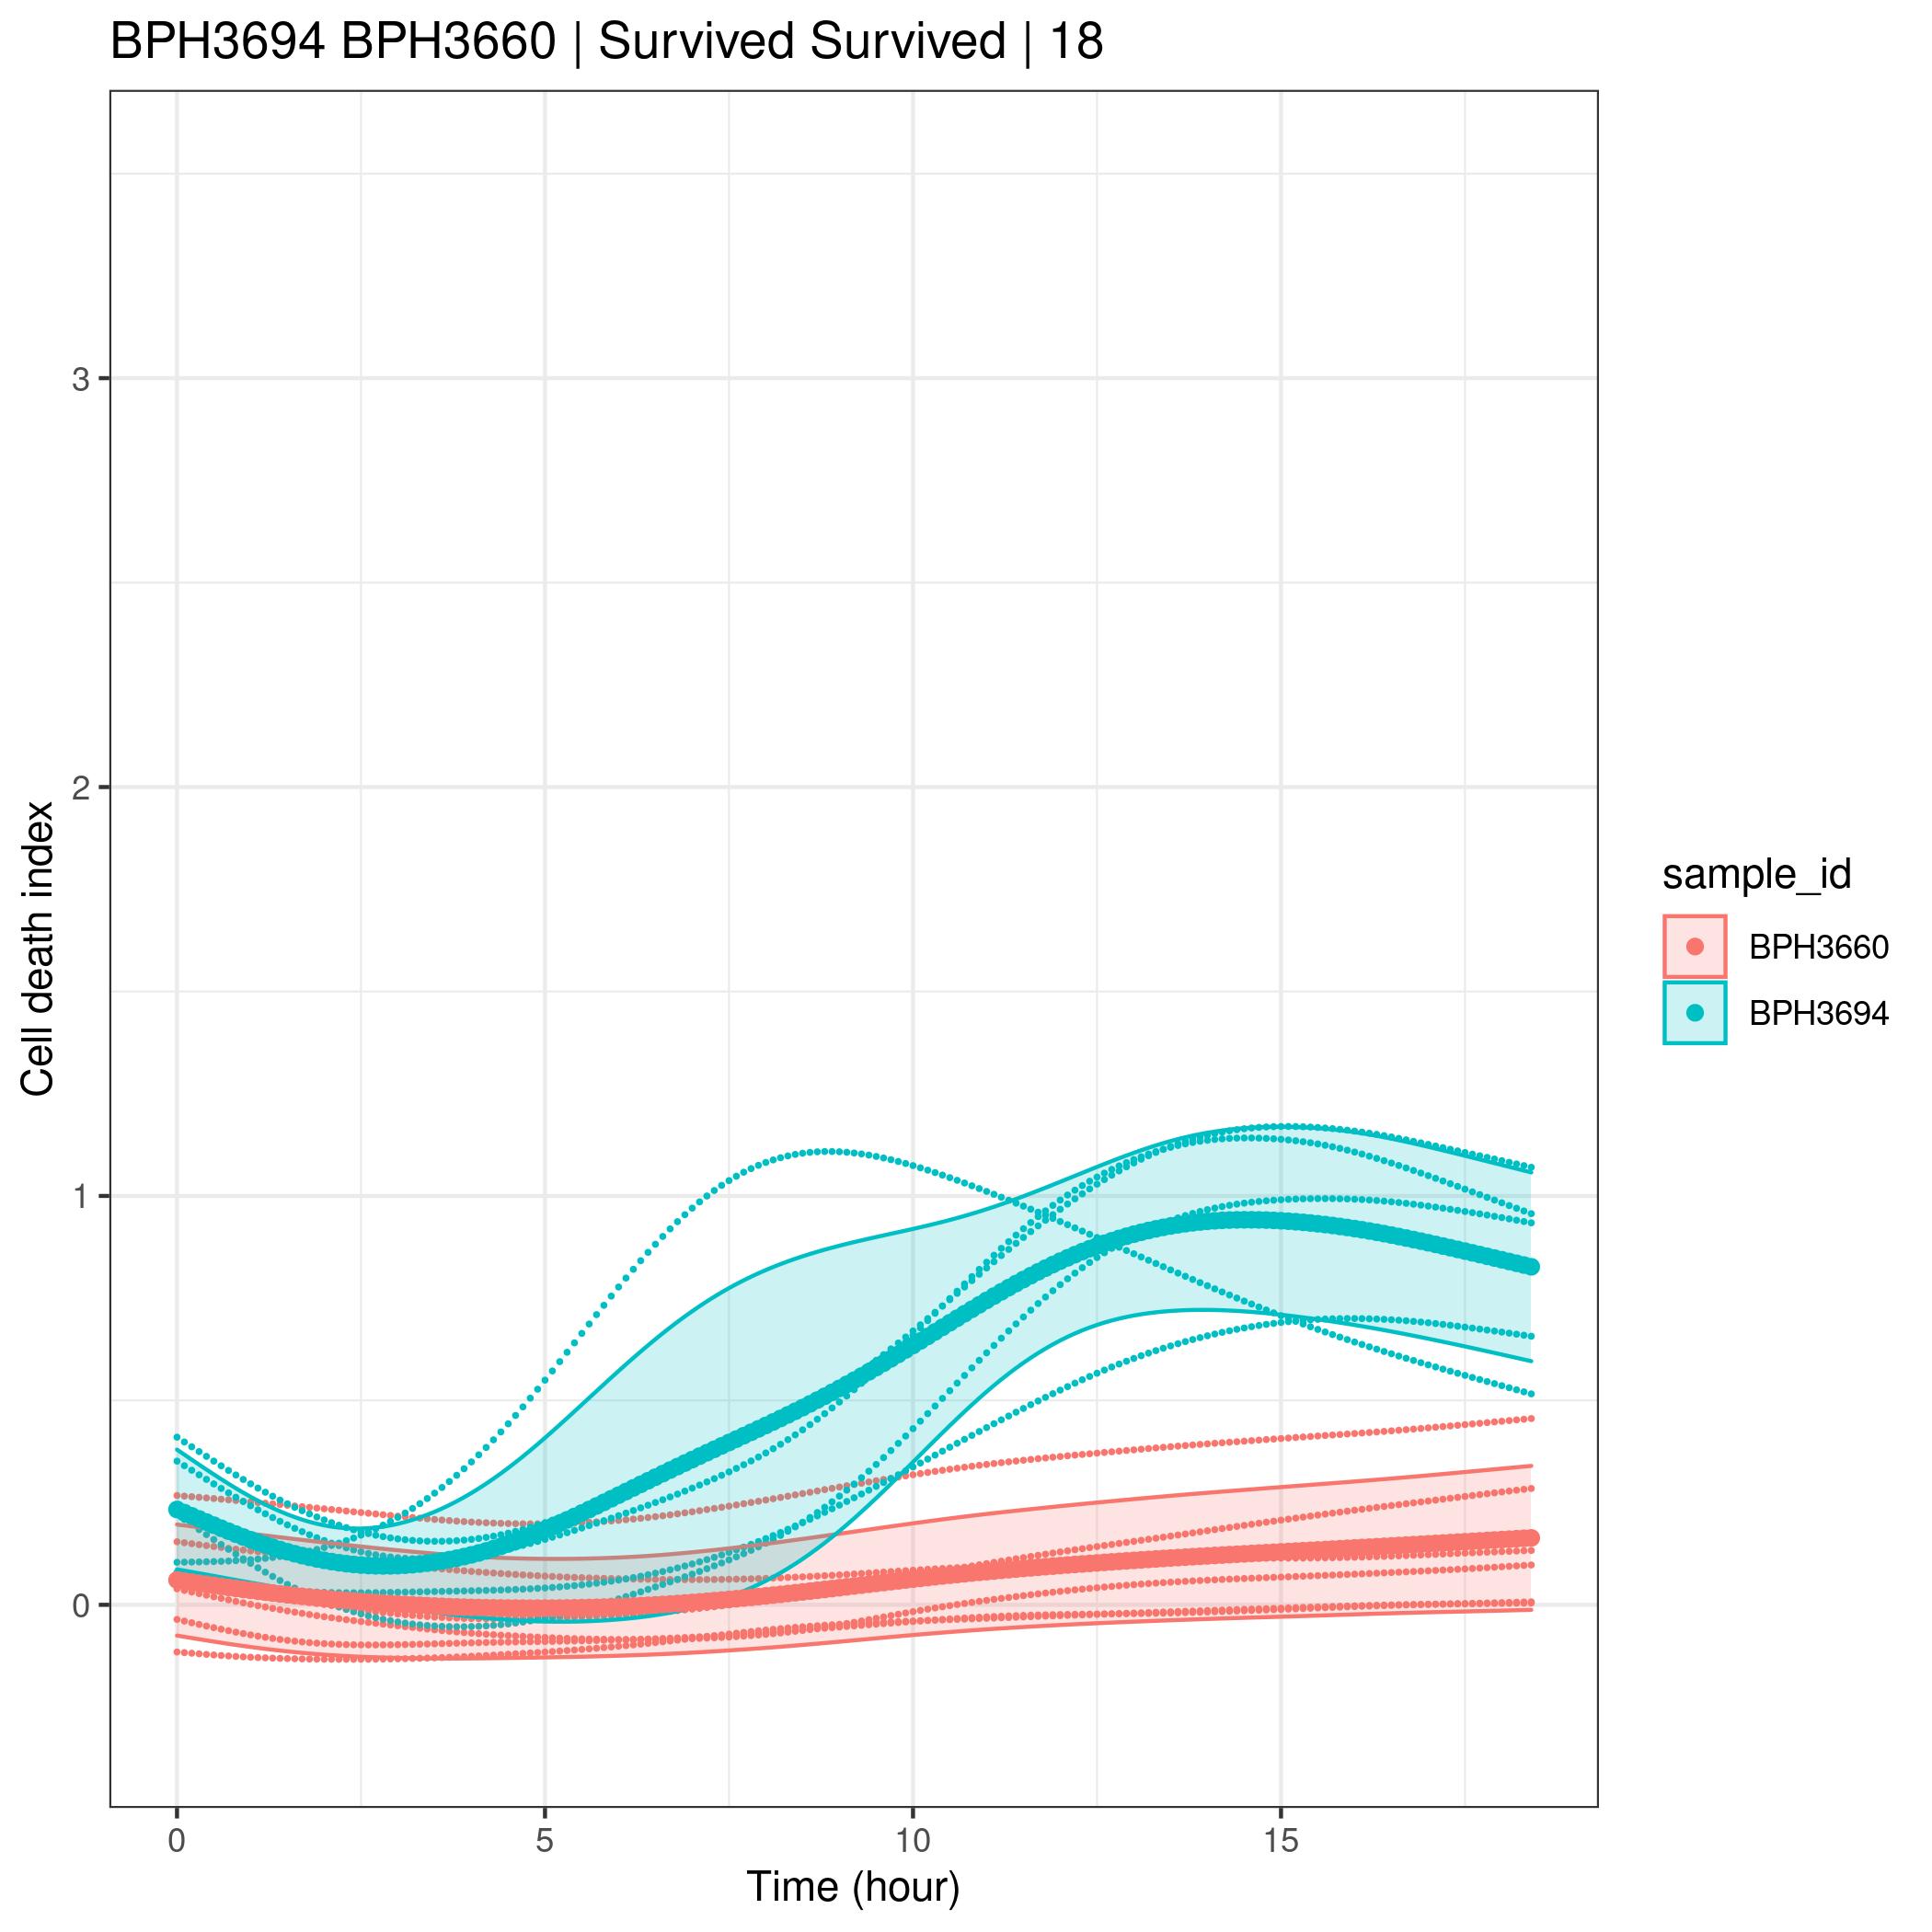 BPH3694 BPH3660 | Survived Survived | 18
Cell death index
3
2
1
0
0 5 10 15
Time (hour)
sample_id
BPH3660
BPH3694